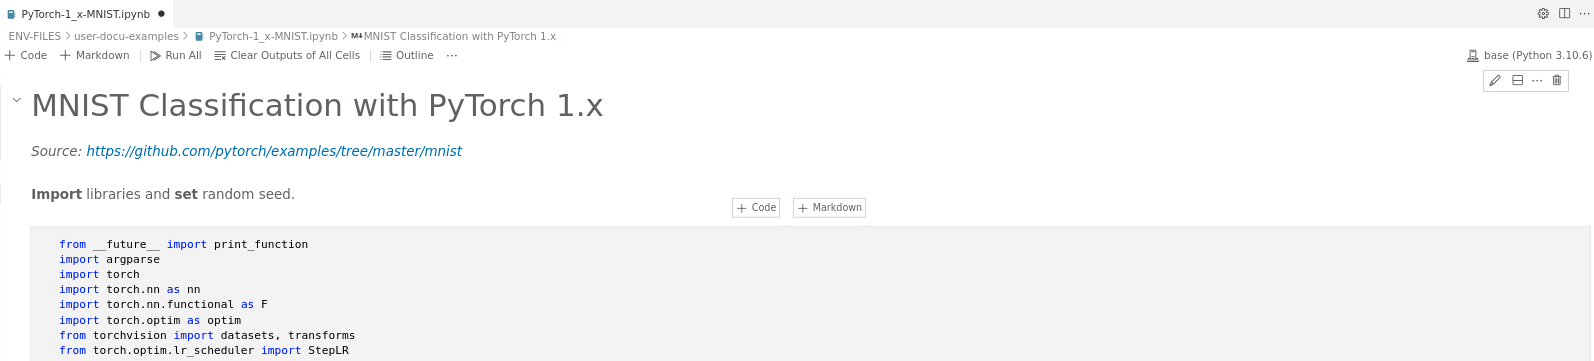 PyTorch-1_x-MNIST.ipynb
ENV-FILES > user-docu-examples > PyTorch-1_x-MNIST.ipynb > M↓MNIST Classification with PyTorch 1.x
+ Code + Markdown | Run All Clear Outputs of All Cells | Outline ··· base (Python 3.10.6)
MNIST Classification with PyTorch 1.x
Source: https://github.com/pytorch/examples/tree/master/mnist
Import libraries and set random seed.
+ Code + Markdown
from __future__ import print_function
import argparse
import torch
import torch.nn as nn
import torch.nn.functional as F
import torch.optim as optim
from torchvision import datasets, transforms
from torch.optim.lr_scheduler import StepLR